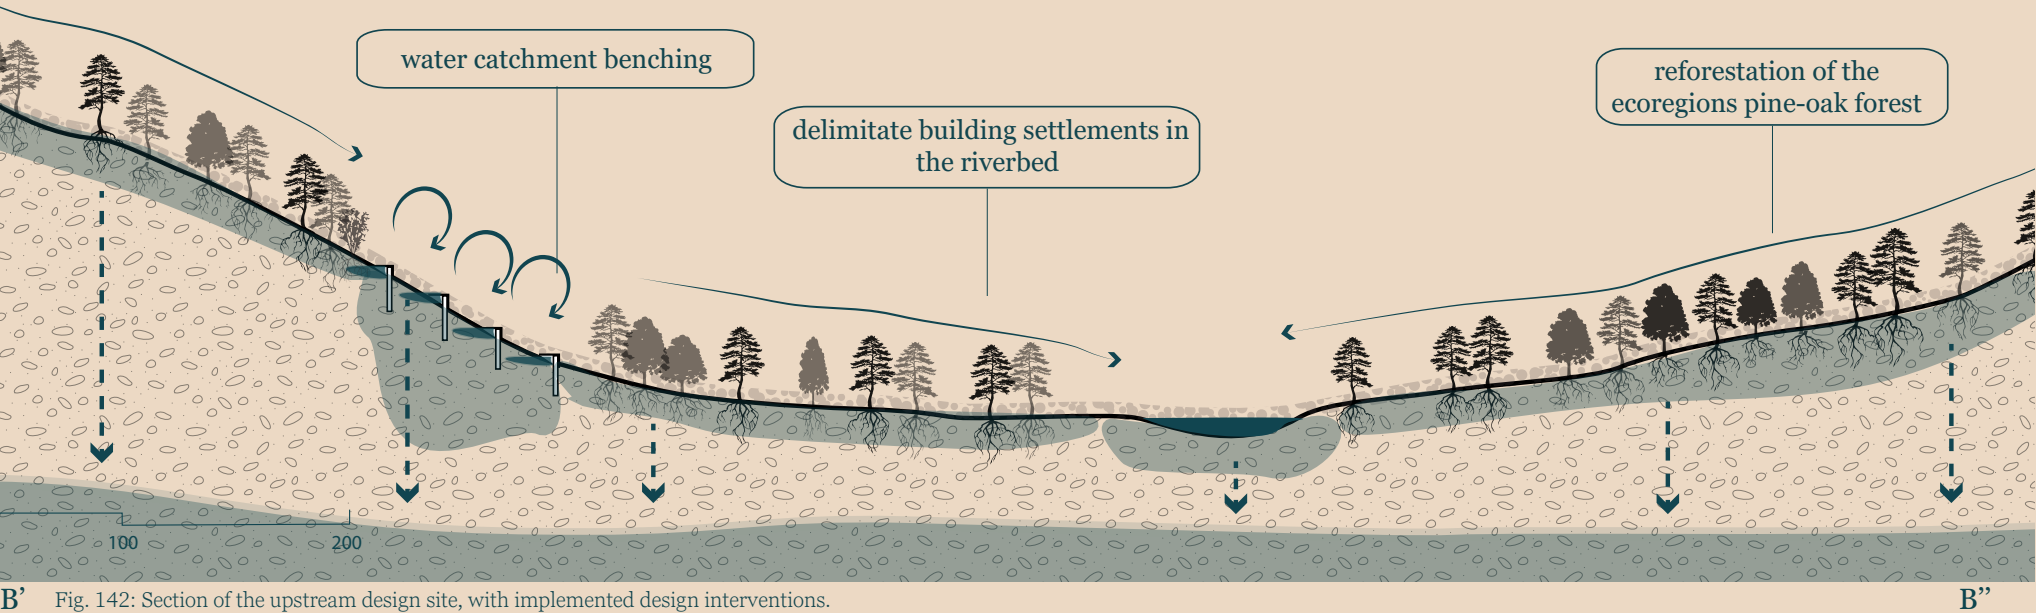 water catchment benching
delimitate building settlements in
the riverbed
reforestation of the
ecoregions pine-oak forest
100
200
B’ Fig. 142: Section of the upstream design site, with implemented design interventions.
B’’